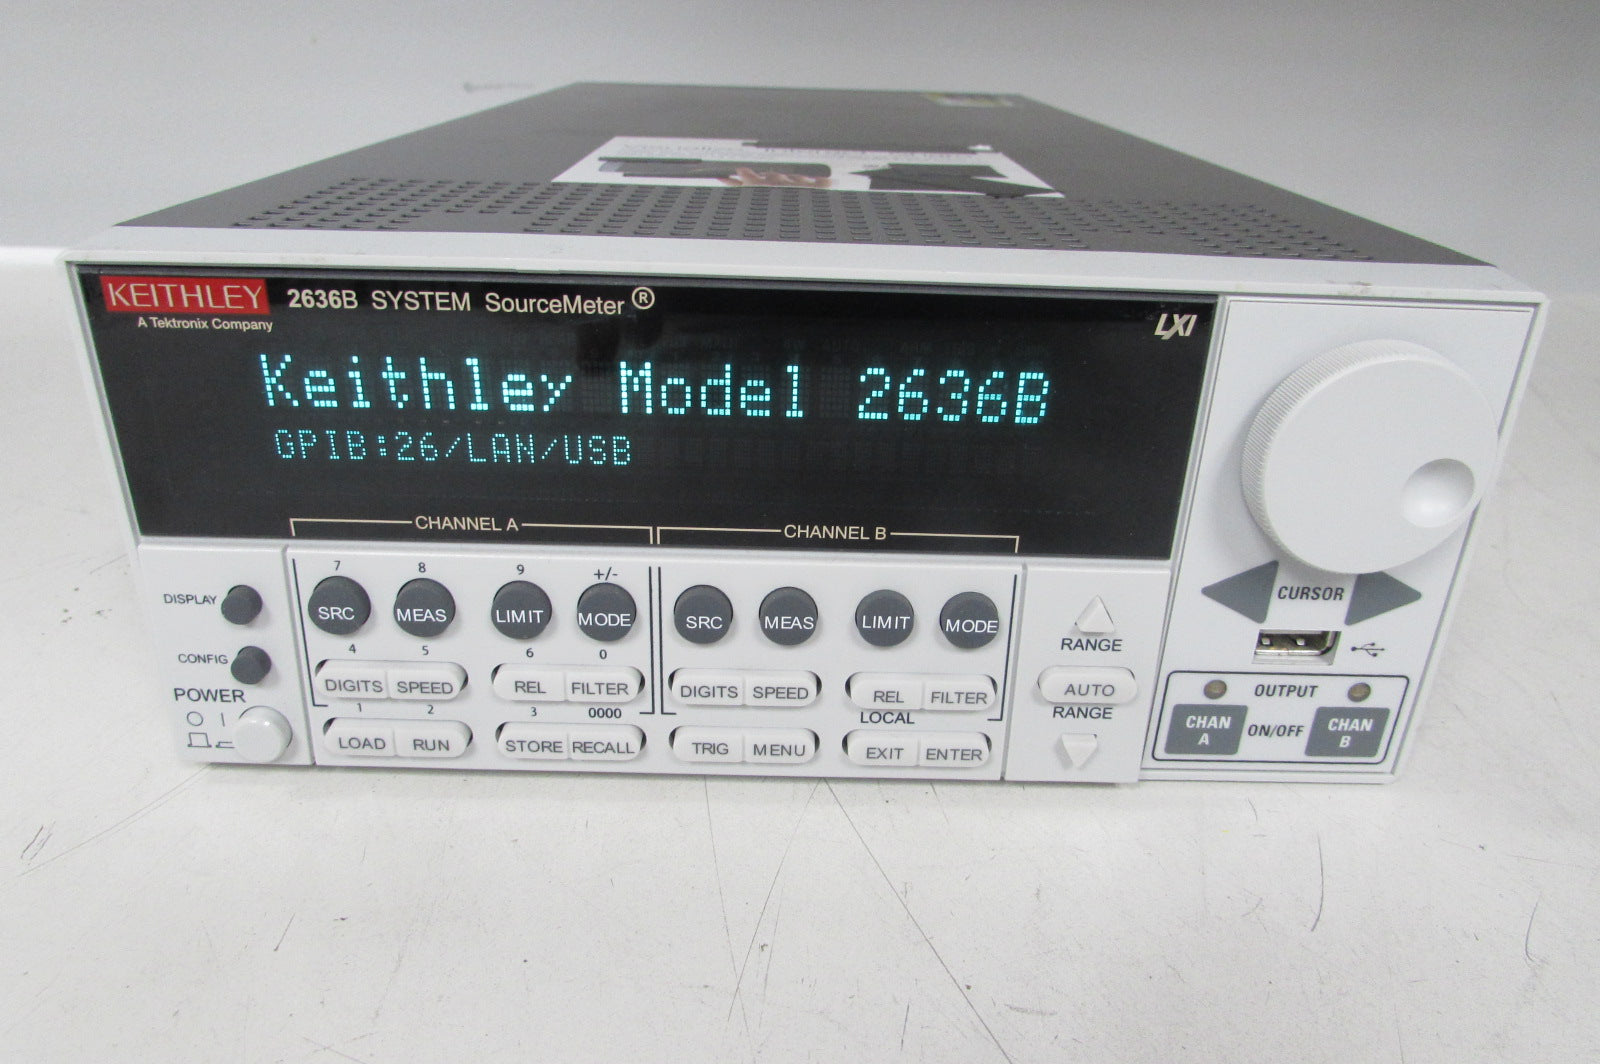 KEITHLEY 2636B SYSTEM SourceMeter®
A Tektronix Company
LXI
Keithley Model 2636B
GPIB:26/LAN/USB
CHANNEL A CHANNEL B
7 8 9 +/-
DISPLAY SRC MEAS LIMIT MODE SRC MEAS LIMIT MODE
CURSOR
4 5 6 0
RANGE
CONFIG DIGITS SPEED REL FILTER DIGITS SPEED REL FILTER
AUTO
RANGE
OUTPUT
POWER
1 2 3 0000 LOCAL
O | LOAD RUN STORE RECALL TRIG MENU EXIT ENTER
CHAN A ON/OFF CHAN B